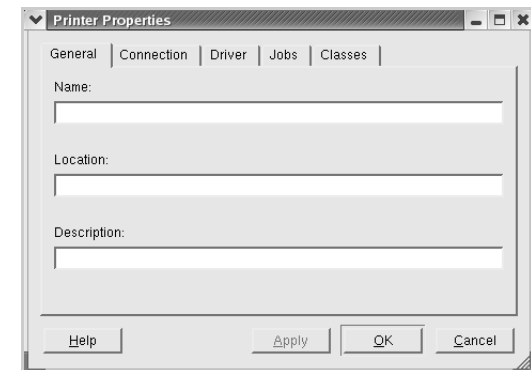 Printer Properties
General Connection Driver Jobs Classes
Name:
Location:
Description:
Help Apply OK Cancel